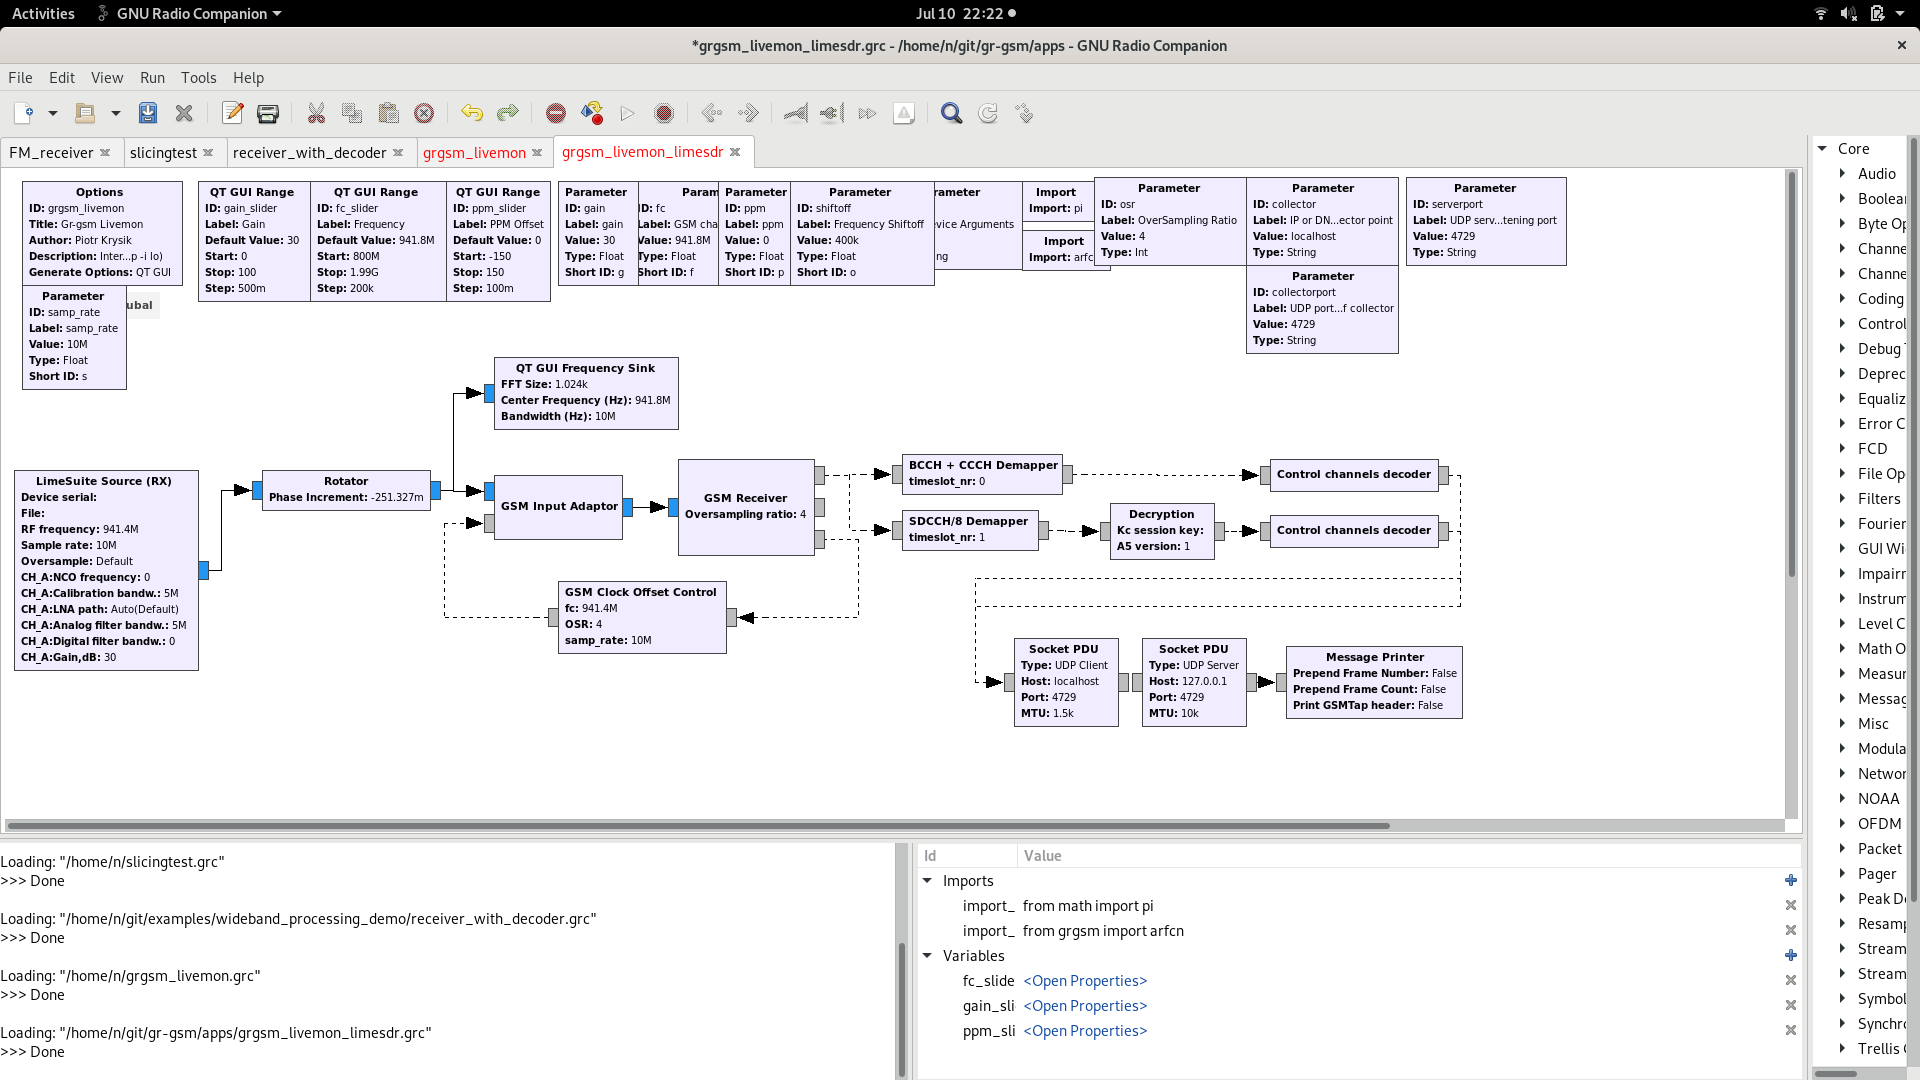 Activities
GNU Radio Companion
Jul 10 22:22
*grgsm_livemon_limesdr.grc - /home/n/git/gr-gsm/apps - GNU Radio Companion
File Edit View Run Tools Help
FM_receiver
slicingtest
receiver_with_decoder
grgsm_livemon
grgsm_livemon_limesdr
Options
ID: grgsm_livemon
Title: Gr-gsm Livemon
Author: Piotr Krysik
Description: Inter...p -i lo)
Generate Options: QT GUI
QT GUI Range
ID: gain_slider
Label: Gain
Default Value: 30
Start: 0
Stop: 100
Step: 500m
QT GUI Range
ID: fc_slider
Label: Frequency
Default Value: 941.8M
Start: 800M
Stop: 1.99G
Step: 200k
QT GUI Range
ID: ppm_slider
Label: PPM Offset
Default Value: 0
Start: -150
Stop: 150
Step: 100m
Parameter
ID: gain
Label: gain
Value: 30
Type: Float
Short ID: g
Param
ID: fc
Label: GSM cha
Value: 941.8M
Type: Float
Short ID: f
Parameter
ID: ppm
Label: ppm
Value: 0
Type: Float
Short ID: p
Parameter
ID: shiftoff
Label: Frequency Shiftoff
Value: 400k
Type: Float
Short ID: o
rameter
vice Arguments
ng
Import
Import: pi
Import
Import: arfc
Parameter
ID: osr
Label: OverSampling Ratio
Value: 4
Type: Int
Parameter
ID: collector
Label: IP or DN...ector point
Value: localhost
Type: String
Parameter
ID: serverport
Label: UDP serv...tening port
Value: 4729
Type: String
Parameter
ID: samp_rate
Label: samp_rate
Value: 10M
Type: Float
Short ID: s
ubal
Parameter
ID: collectorport
Label: UDP port...f collector
Value: 4729
Type: String
QT GUI Frequency Sink
FFT Size: 1.024k
Center Frequency (Hz): 941.8M
Bandwidth (Hz): 10M
LimeSuite Source (RX)
Device serial:
File:
RF frequency: 941.4M
Sample rate: 10M
Oversample: Default
CH_A:NCO frequency: 0
CH_A:Calibration bandw.: 5M
CH_A:LNA path: Auto(Default)
CH_A:Analog filter bandw.: 5M
CH_A:Digital filter bandw.: 0
CH_A:Gain,dB: 30
Rotator
Phase Increment: -251.327m
GSM Input Adaptor
GSM Receiver
Oversampling ratio: 4
BCCH + CCCH Demapper
timeslot_nr: 0
Control channels decoder
SDCCH/8 Demapper
timeslot_nr: 1
Decryption
Kc session key:
A5 version: 1
Control channels decoder
GSM Clock Offset Control
fc: 941.4M
OSR: 4
samp_rate: 10M
Socket PDU
Type: UDP Client
Host: localhost
Port: 4729
MTU: 1.5k
Socket PDU
Type: UDP Server
Host: 127.0.0.1
Port: 4729
MTU: 10k
Message Printer
Prepend Frame Number: False
Prepend Frame Count: False
Print GSMTap header: False
Core
Audio
Boolea
Byte Op
Channe
Channe
Coding
Control
Debug
Deprec
Equaliz
Error C
FCD
File Op
Filters
Fourier
GUI Wi
Impairn
Instrum
Level C
Math O
Measur
Messag
Misc
Modula
Networ
NOAA
OFDM
Packet
Pager
Peak De
Resamp
Stream
Stream
Symbol
Synchro
Trellis
Loading: "/home/n/slicingtest.grc"
>>> Done
Loading: "/home/n/git/examples/wideband_processing_demo/receiver_with_decoder.grc"
>>> Done
Loading: "/home/n/grgsm_livemon.grc"
>>> Done
Loading: "/home/n/git/gr-gsm/apps/grgsm_livemon_limesdr.grc"
>>> Done
Id Value
Imports
import_ from math import pi
import_ from grgsm import arfcn
Variables
fc_slide <Open Properties>
gain_sli <Open Properties>
ppm_sli <Open Properties>